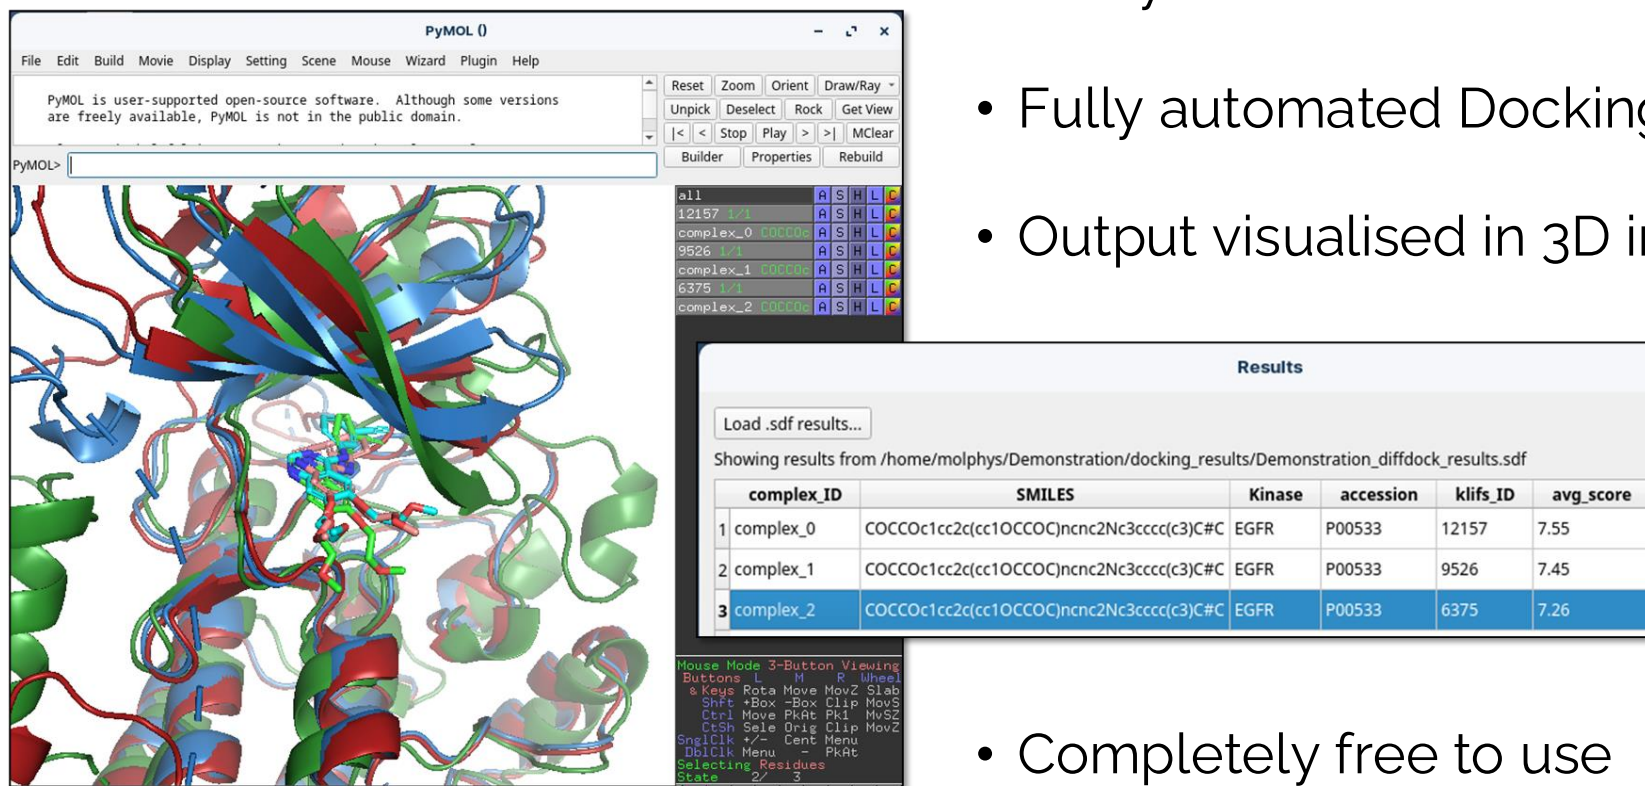 PyMOL ()
File Edit Build Movie Display Setting Scene Mouse Wizard Plugin Help
PyMOL is user-supported open-source software. Although some versions
are freely available, PyMOL is not in the public domain.
Reset Zoom Orient Draw/Ray
Unpick Deselect Rock Get View
|< < Stop Play > >| MClear
Builder Properties Rebuild
PyMOL>
all A S H L C
12157 1/1 A S H L C
complex_0 COCCOc A S H L C
9526 1/1 A S H L C
complex_1 COCCOc A S H L C
6375 1/1 A S H L C
complex_2 COCCOc A S H L C
• Fully automated Docking
• Output visualised in 3D in
Results
Load .sdf results...
Showing results from /home/molphys/Demonstration/docking_results/Demonstration_diffdock_results.sdf
complex_ID SMILES Kinase accession klifs_ID avg_score
1 complex_0 COCCOc1cc2c(cc1OCCOC)ncnc2Nc3cccc(c3)C#C EGFR P00533 12157 7.55
2 complex_1 COCCOc1cc2c(cc1OCCOC)ncnc2Nc3cccc(c3)C#C EGFR P00533 9526 7.45
3 complex_2 COCCOc1cc2c(cc1OCCOC)ncnc2Nc3cccc(c3)C#C EGFR P00533 6375 7.26
Mouse Mode 3-Button Viewing
Buttons L M R Wheel
& Keys Rota Move MovZ Slab
Shft +Box -Box Clip MovS
Ctrl Move PkAt Pk1 MvSZ
CtSh Sele Orig Clip MovZ
SnglClk +/- Cent Menu
DblClk Menu - PkAt
Selecting Residues
State 2/ 3
• Completely free to use